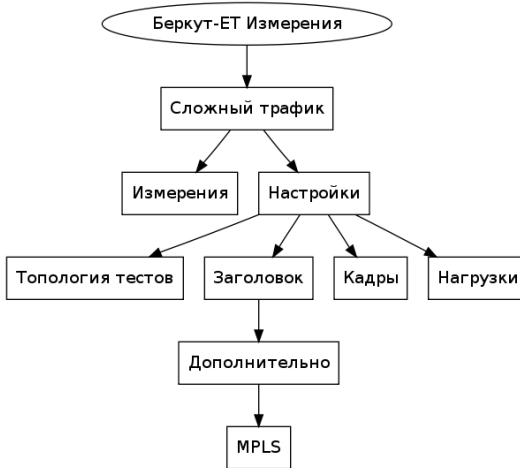 Беркут-ЕТ Измерения
Сложный трафик
Измерения
Настройки
Топология тестов
Заголовок
Кадры
Нагрузки
Дополнительно
MPLS